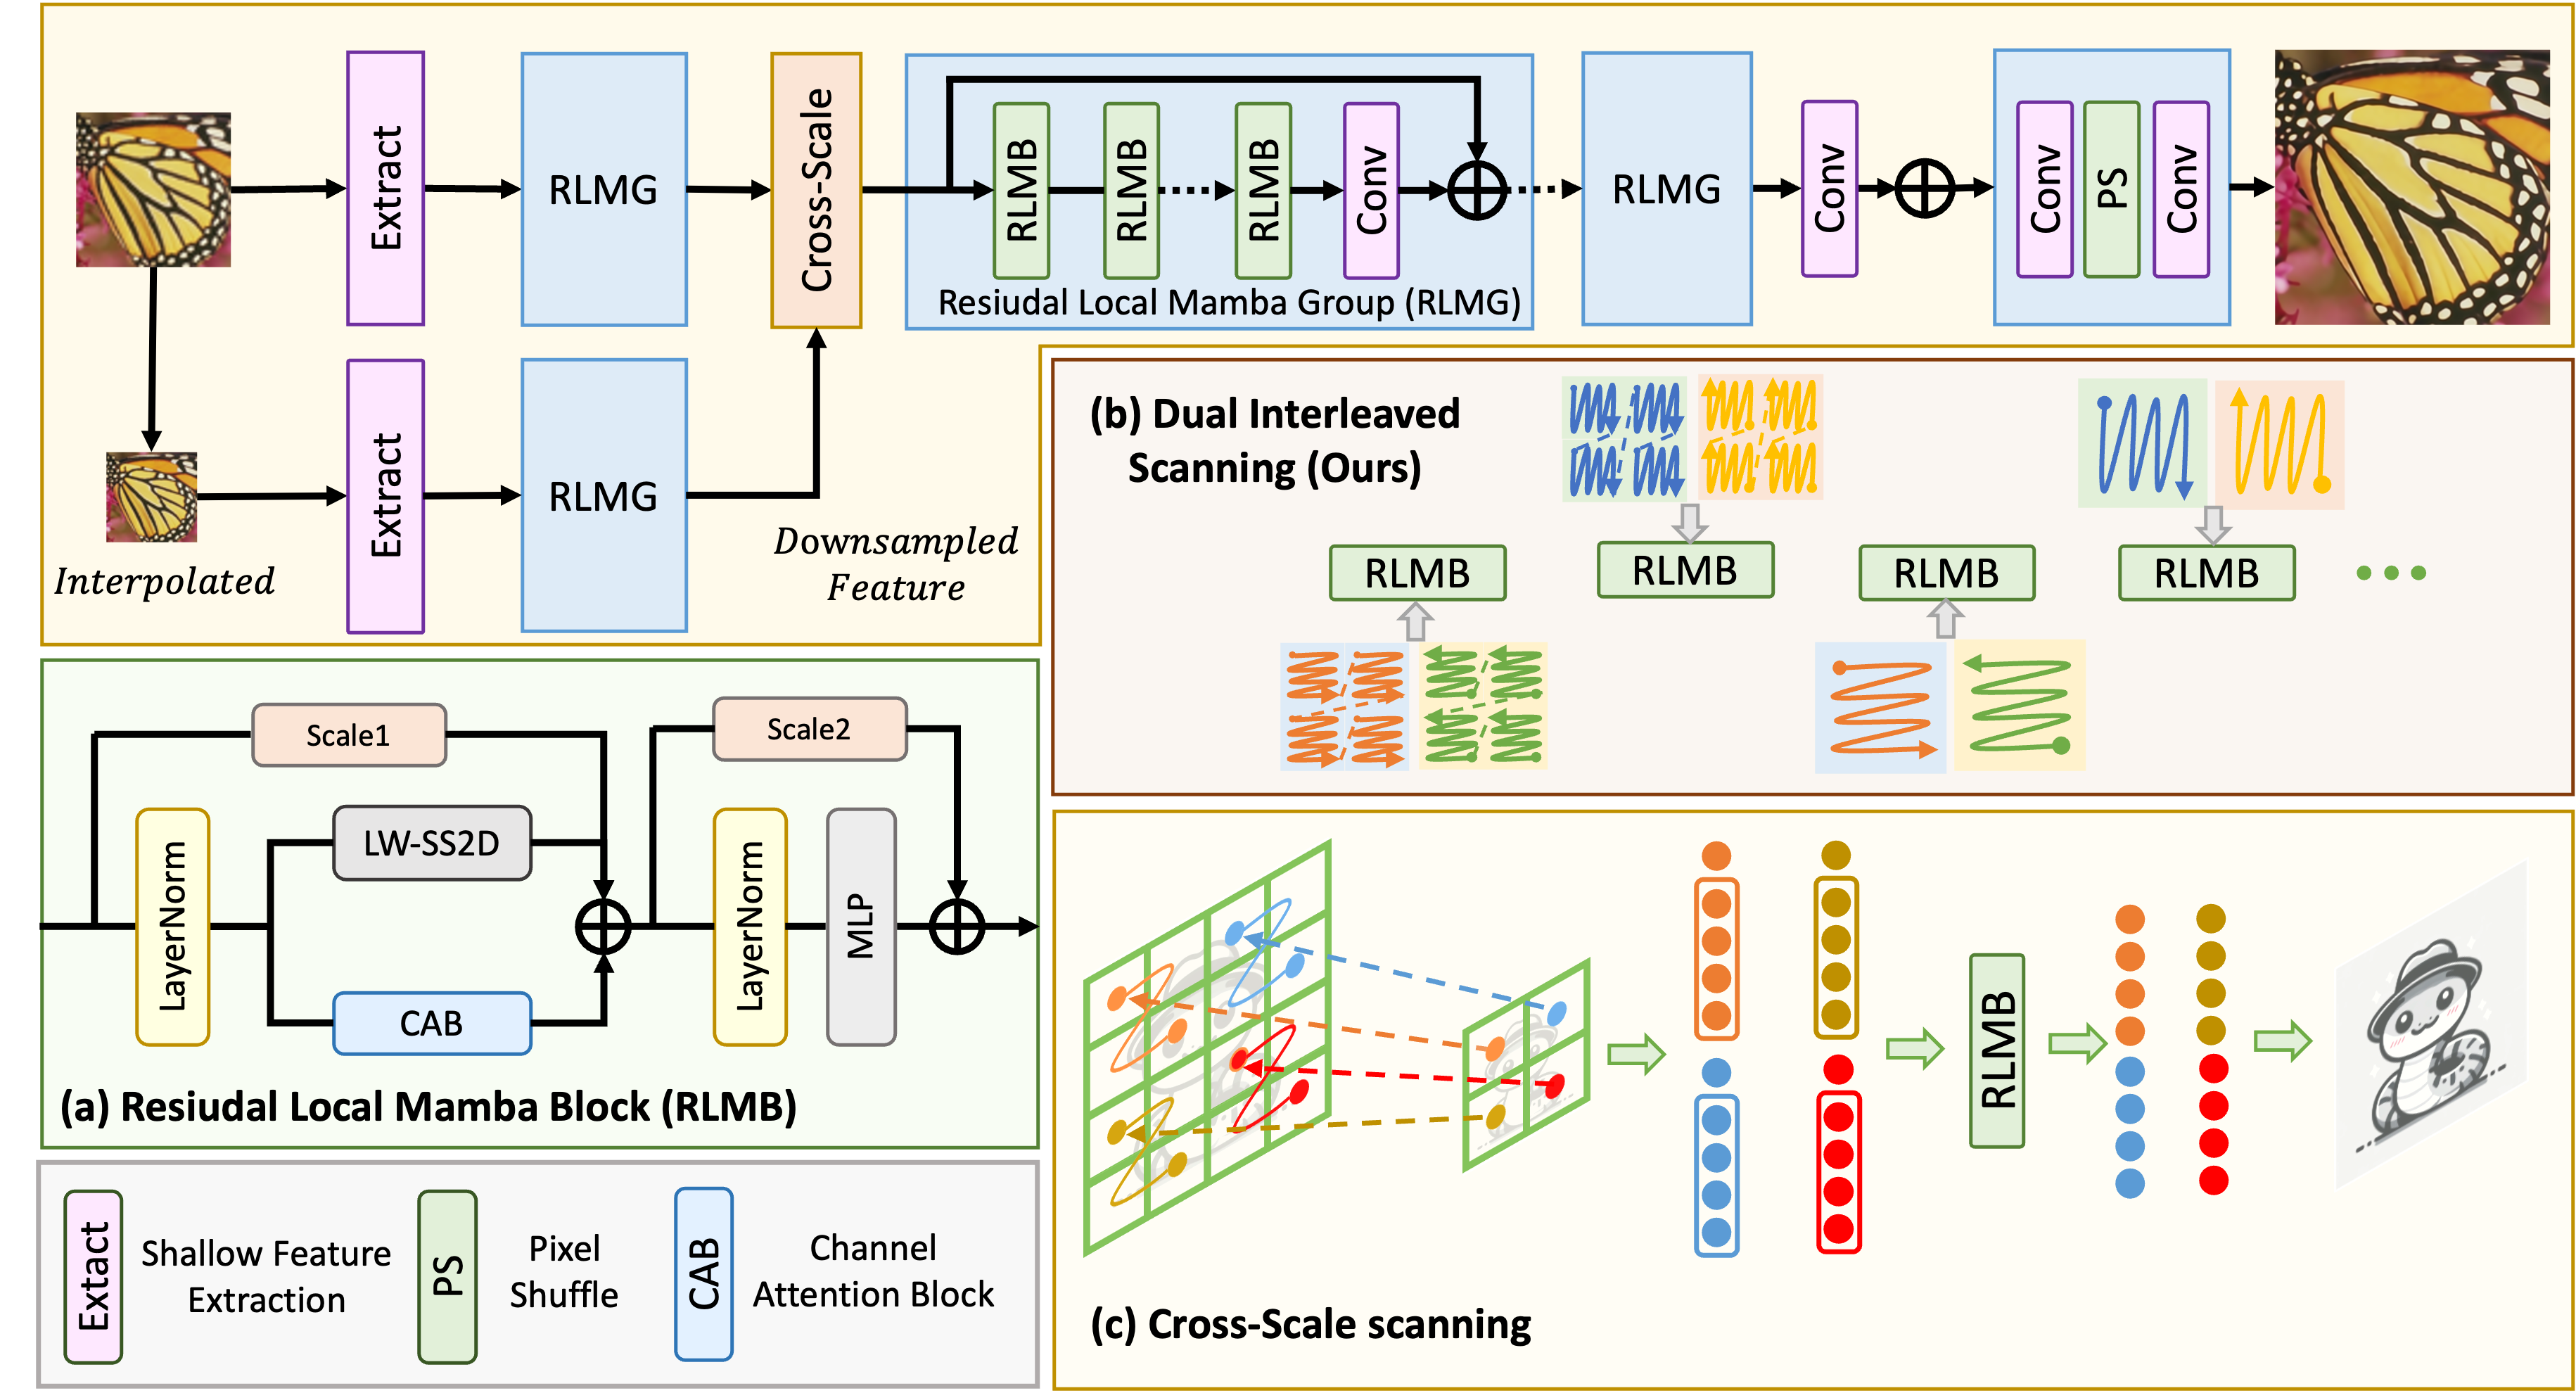 Extract
RLMG
Cross-Scale
RLMB
RLMB
RLMB
Conv
Resiudal Local Mamba Group (RLMG)
RLMG
Conv
Conv
PS
Conv
Extract
RLMG
Interpolated
Downsampled
Feature
(b) Dual Interleaved
Scanning (Ours)
RLMB
RLMB
RLMB
RLMB
Scale1
Scale2
LayerNorm
LW-SS2D
CAB
LayerNorm
MLP
(a) Resiudal Local Mamba Block (RLMB)
Extact
Shallow Feature
Extraction
PS
Pixel
Shuffle
CAB
Channel
Attention Block
RLMB
(c) Cross-Scale scanning